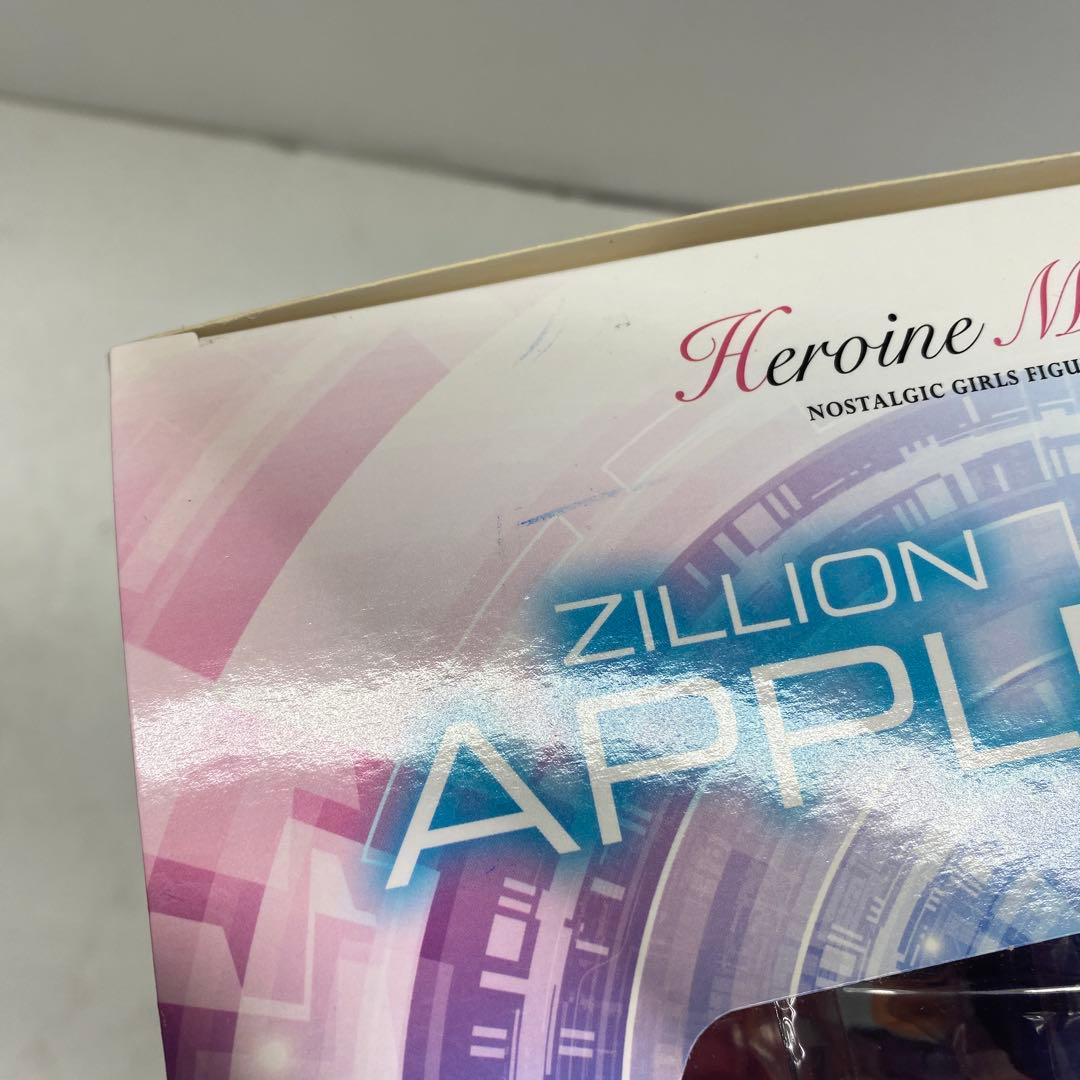 Heroine M
NOSTALGIC GIRLS FIGU
ZILLION
APPL